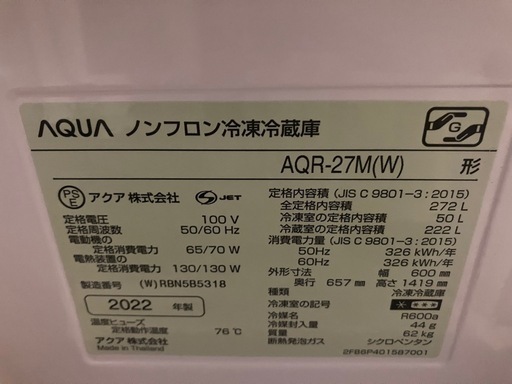 AQUA ノンフロン冷凍冷蔵庫
G
AQR-27M(W) 形
PS
E
アクア株式会社 S JET
定格電圧 100 V
定格周波数 50/60 Hz
電動機の
定格消費電力 65/70 W
電熱装置の
定格消費電力 130/130 W
製造番号 (W)RBN5B5318
2022 年製
温度ヒューズ
定格動作温度 76℃
アクア 株式会社
Made in Thailand
定格内容積 (JIS C 9801-3 : 2015)
全定格内容積 272 L
冷凍室の定格内容積 50 L
冷蔵室の定格内容積 222 L
消費電力量 (JIS C 9801-3 : 2015)
50Hz 326 kWh/年
60Hz 326 kWh/年
外形寸法 幅 600 mm
奥行 657 mm 高さ 1419 mm
種類 冷凍冷蔵庫
冷凍室の記号
冷媒名 R600a
冷媒封入量 44 g
質量 62 kg
断熱発泡ガス シクロペンタン
2FB6P401587001